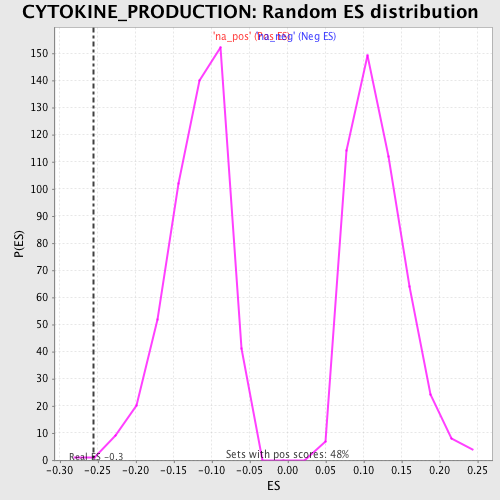 CYTOKINE_PRODUCTION: Random ES distribution
'na_pos' (Pos ES) 'na_neg' (Neg ES)
150
140
130
120
110
100
90
80
70
60
50
40
30
20
10
0
P(ES)
Real ES -0.3
Sets with pos scores: 48%
-0.30 -0.25 -0.20 -0.15 -0.10 -0.05 0.00 0.05 0.10 0.15 0.20 0.25
ES